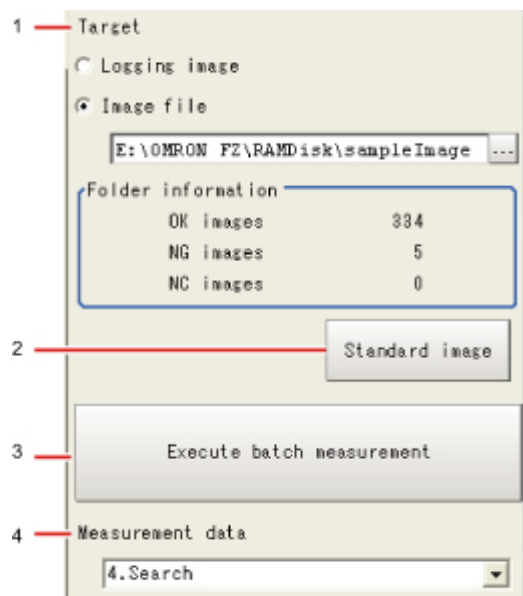 1 Target
Logging image
Image file
E:\OMRON FZ\RAMDisk\sampleImage ...
Folder information
OK images 334
NG images 5
NC images 0
2 Standard image
3 Execute batch measurement
4 Measurement data
4.Search